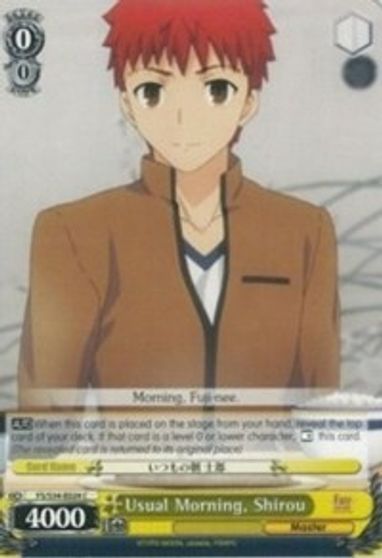 0
0
Morning, Fuji-nee.
AUTO When this card is placed on the stage from your hand, reveal the top
card of your deck. If that card is a level 0 or lower character, this card.
(The revealed card is returned to its original place)
Card Name いつもの朝 士郎
Usual Morning, Shirou
Fate
4000
Master